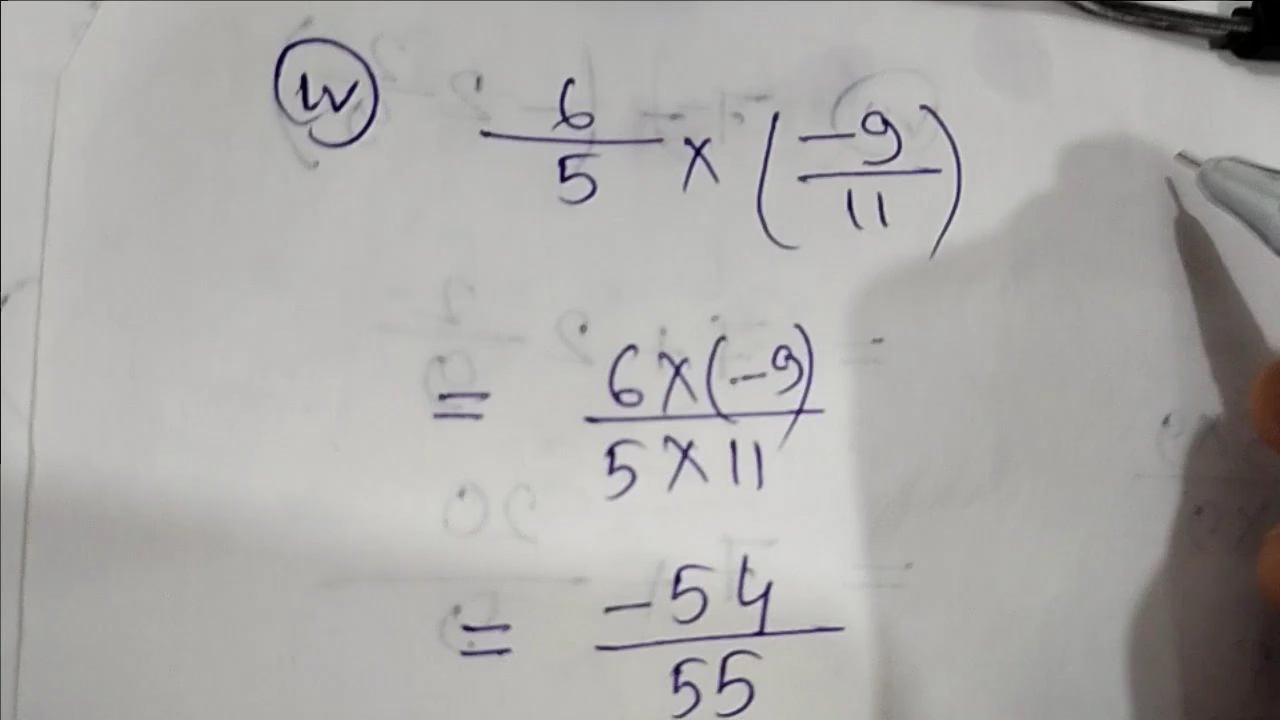 (iv) 6/5 × (-9/11)
= 6×(-9)/5×11
= -54/55